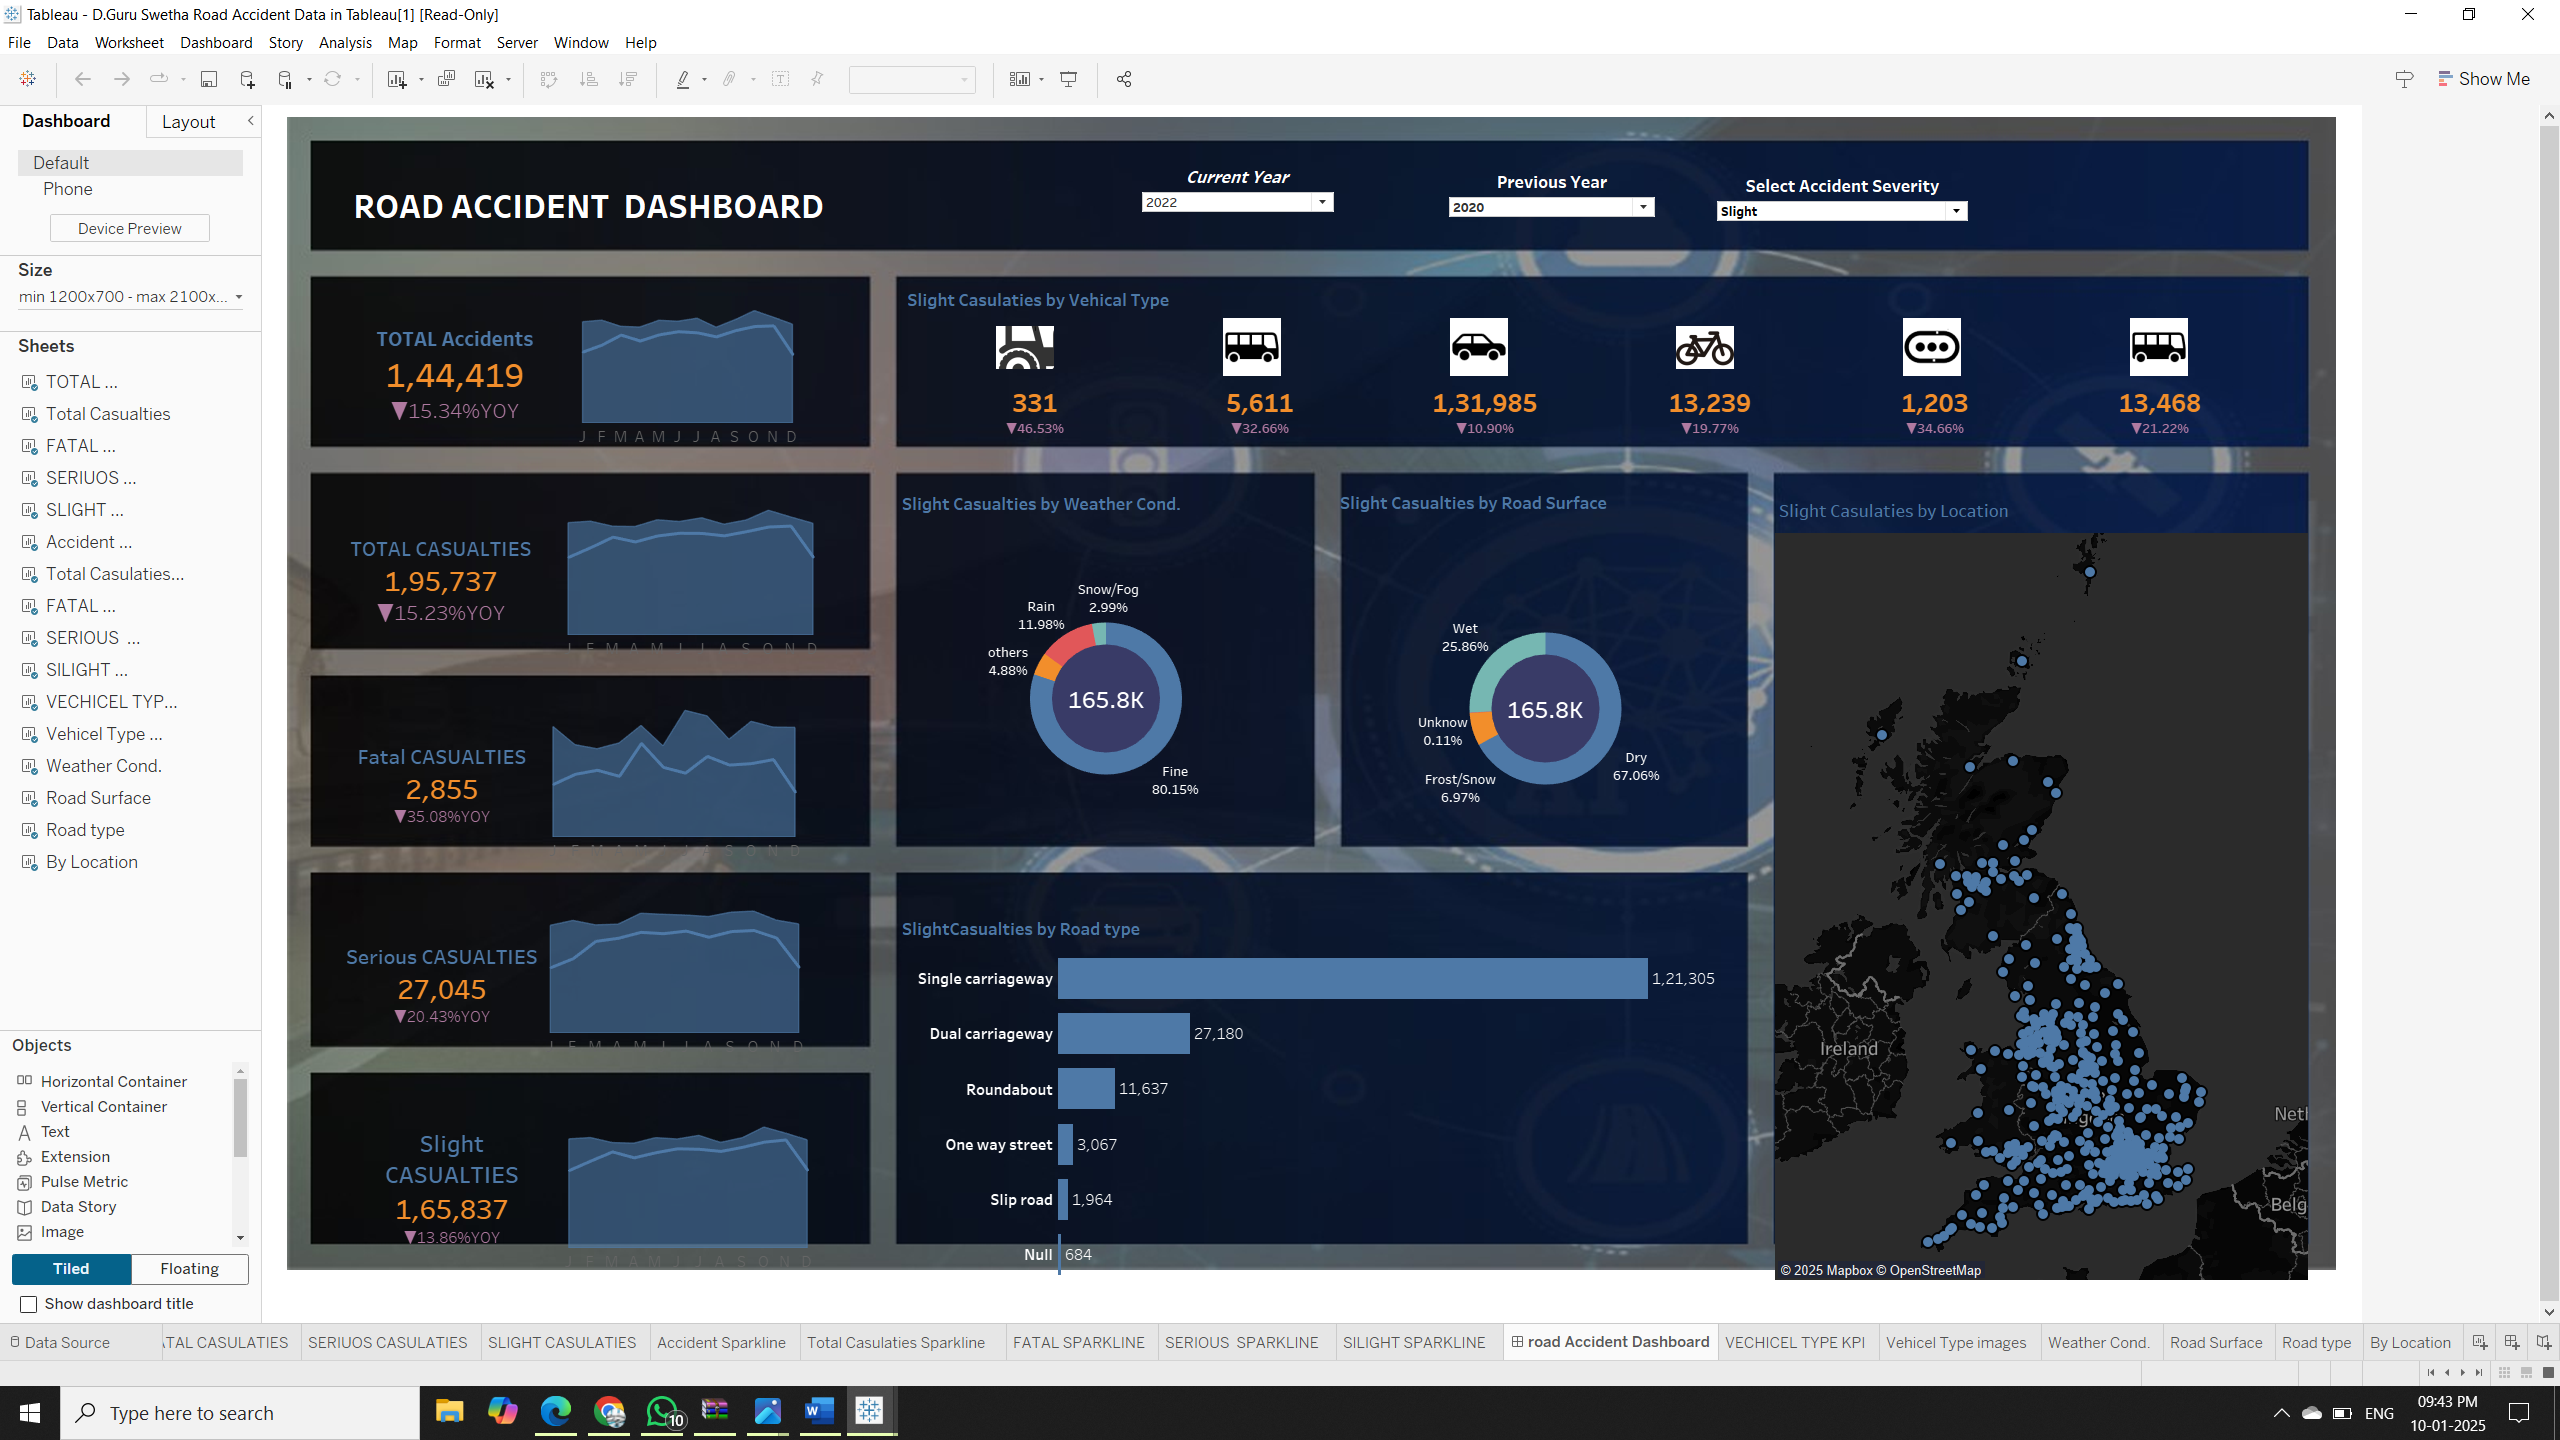 Tableau - D.Guru Swetha Road Accident Data in Tableau[1] [Read-Only]
File Data Worksheet Dashboard Story Analysis Map Format Server Window Help
Show Me
Dashboard Layout
Default
Phone
Device Preview
Size
min 1200x700 - max 2100x...
Sheets
TOTAL ...
Total Casualties
FATAL ...
SERIUOS ...
SLIGHT ...
Accident ...
Total Casulaties...
FATAL ...
SERIOUS ...
SILIGHT ...
VECHICEL TYP...
Vehicel Type ...
Weather Cond.
Road Surface
Road type
By Location
Objects
Horizontal Container
Vertical Container
Text
Extension
Pulse Metric
Data Story
Image
Tiled Floating
Show dashboard title
ROAD ACCIDENT DASHBOARD
Current Year
2022
Previous Year
2020
Select Accident Severity
Slight
TOTAL Accidents
1,44,419
▼15.34%YOY
J F M A M J J A S O N D
TOTAL CASUALTIES
1,95,737
▼15.23%YOY
J F M A M J J A S O N D
Fatal CASUALTIES
2,855
▼35.08%YOY
J F M A M J J A S O N D
Serious CASUALTIES
27,045
▼20.43%YOY
J F M A M J J A S O N D
Slight
CASUALTIES
1,65,837
▼13.86%YOY
J F M A M J J A S O N D
Slight Casulaties by Vehical Type
331 5,611 1,31,985 13,239 1,203 13,468
▼46.53% ▼32.66% ▼10.90% ▼19.77% ▼34.66% ▼21.22%
Slight Casualties by Weather Cond.
Snow/Fog
2.99%
Rain
11.98%
others
4.88%
165.8K
Fine
80.15%
Slight Casualties by Road Surface
Wet
25.86%
165.8K
Unknow
0.11%
Dry
67.06%
Frost/Snow
6.97%
SlightCasualties by Road type
Single carriageway 1,21,305
Dual carriageway 27,180
Roundabout 11,637
One way street 3,067
Slip road 1,964
Null 684
Slight Casulaties by Location
Ireland
Neth
Belg
© 2025 Mapbox © OpenStreetMap
Data Source ATAL CASULATIES SERIUOS CASULATIES SLIGHT CASULATIES Accident Sparkline Total Casulaties Sparkline FATAL SPARKLINE SERIOUS SPARKLINE SILIGHT SPARKLINE road Accident Dashboard VECHICEL TYPE KPI Vehicel Type images Weather Cond. Road Surface Road type By Location
Type here to search
10
ENG
09:43 PM
10-01-2025